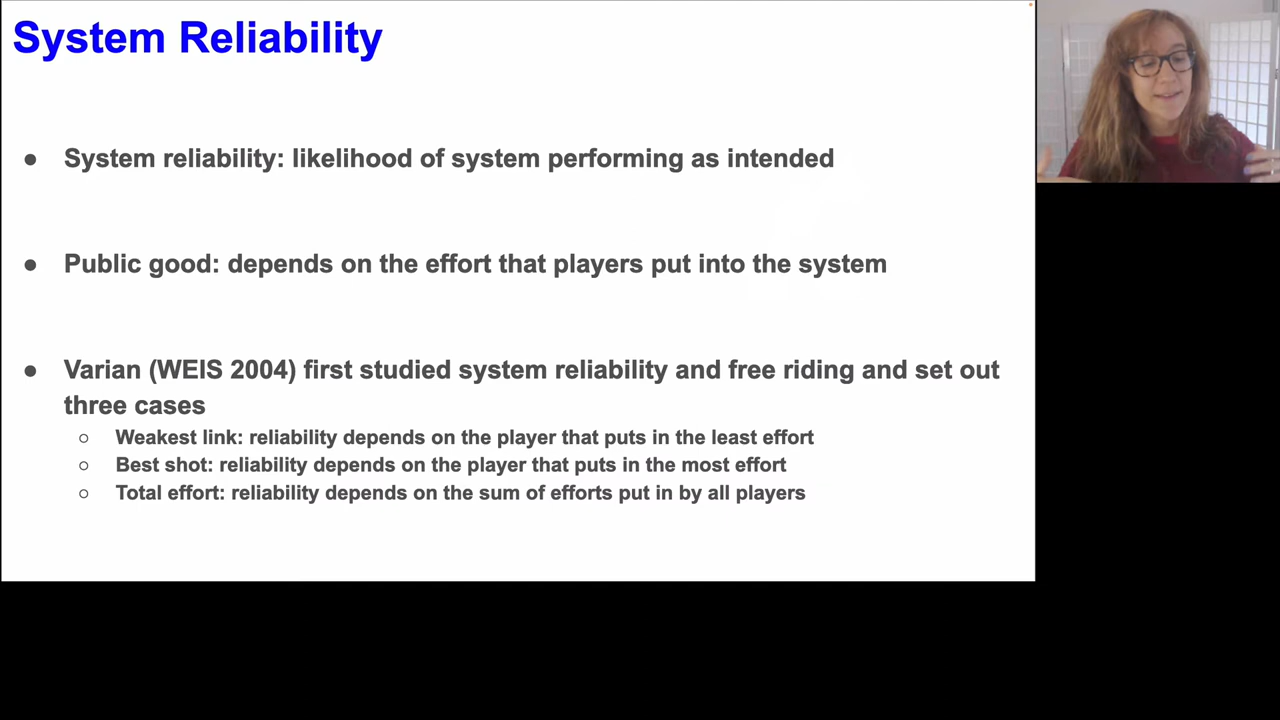 System Reliability
● System reliability: likelihood of system performing as intended
● Public good: depends on the effort that players put into the system
● Varian (WEIS 2004) first studied system reliability and free riding and set out
three cases
○ Weakest link: reliability depends on the player that puts in the least effort
○ Best shot: reliability depends on the player that puts in the most effort
○ Total effort: reliability depends on the sum of efforts put in by all players